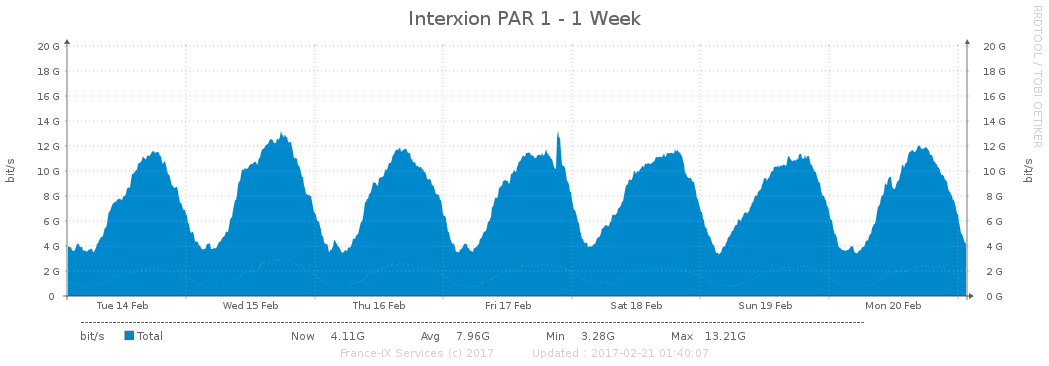 Interxion PAR 1 - 1 Week
RRDTOOL / TOBI OETIKER
20 G 20 G
18 G 18 G
16 G 16 G
14 G 14 G
12 G 12 G
10 G 10 G
8 G 8 G
6 G 6 G
4 G 4 G
2 G 2 G
0 0 G
bit/s
bit/s
Tue 14 Feb Wed 15 Feb Thu 16 Feb Fri 17 Feb Sat 18 Feb Sun 19 Feb Mon 20 Feb
bit/s Total Now 4.11G Avg 7.96G Min 3.28G Max 13.21G
France-IX Services (c) 2017 Updated : 2017-02-21 01:40:07